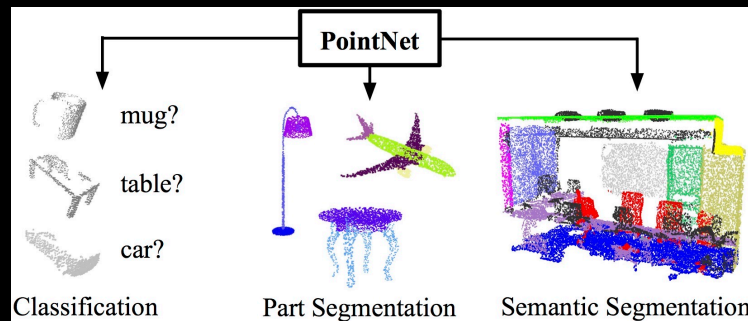 PointNet
mug?
table?
car?
Classification
Part Segmentation
Semantic Segmentation